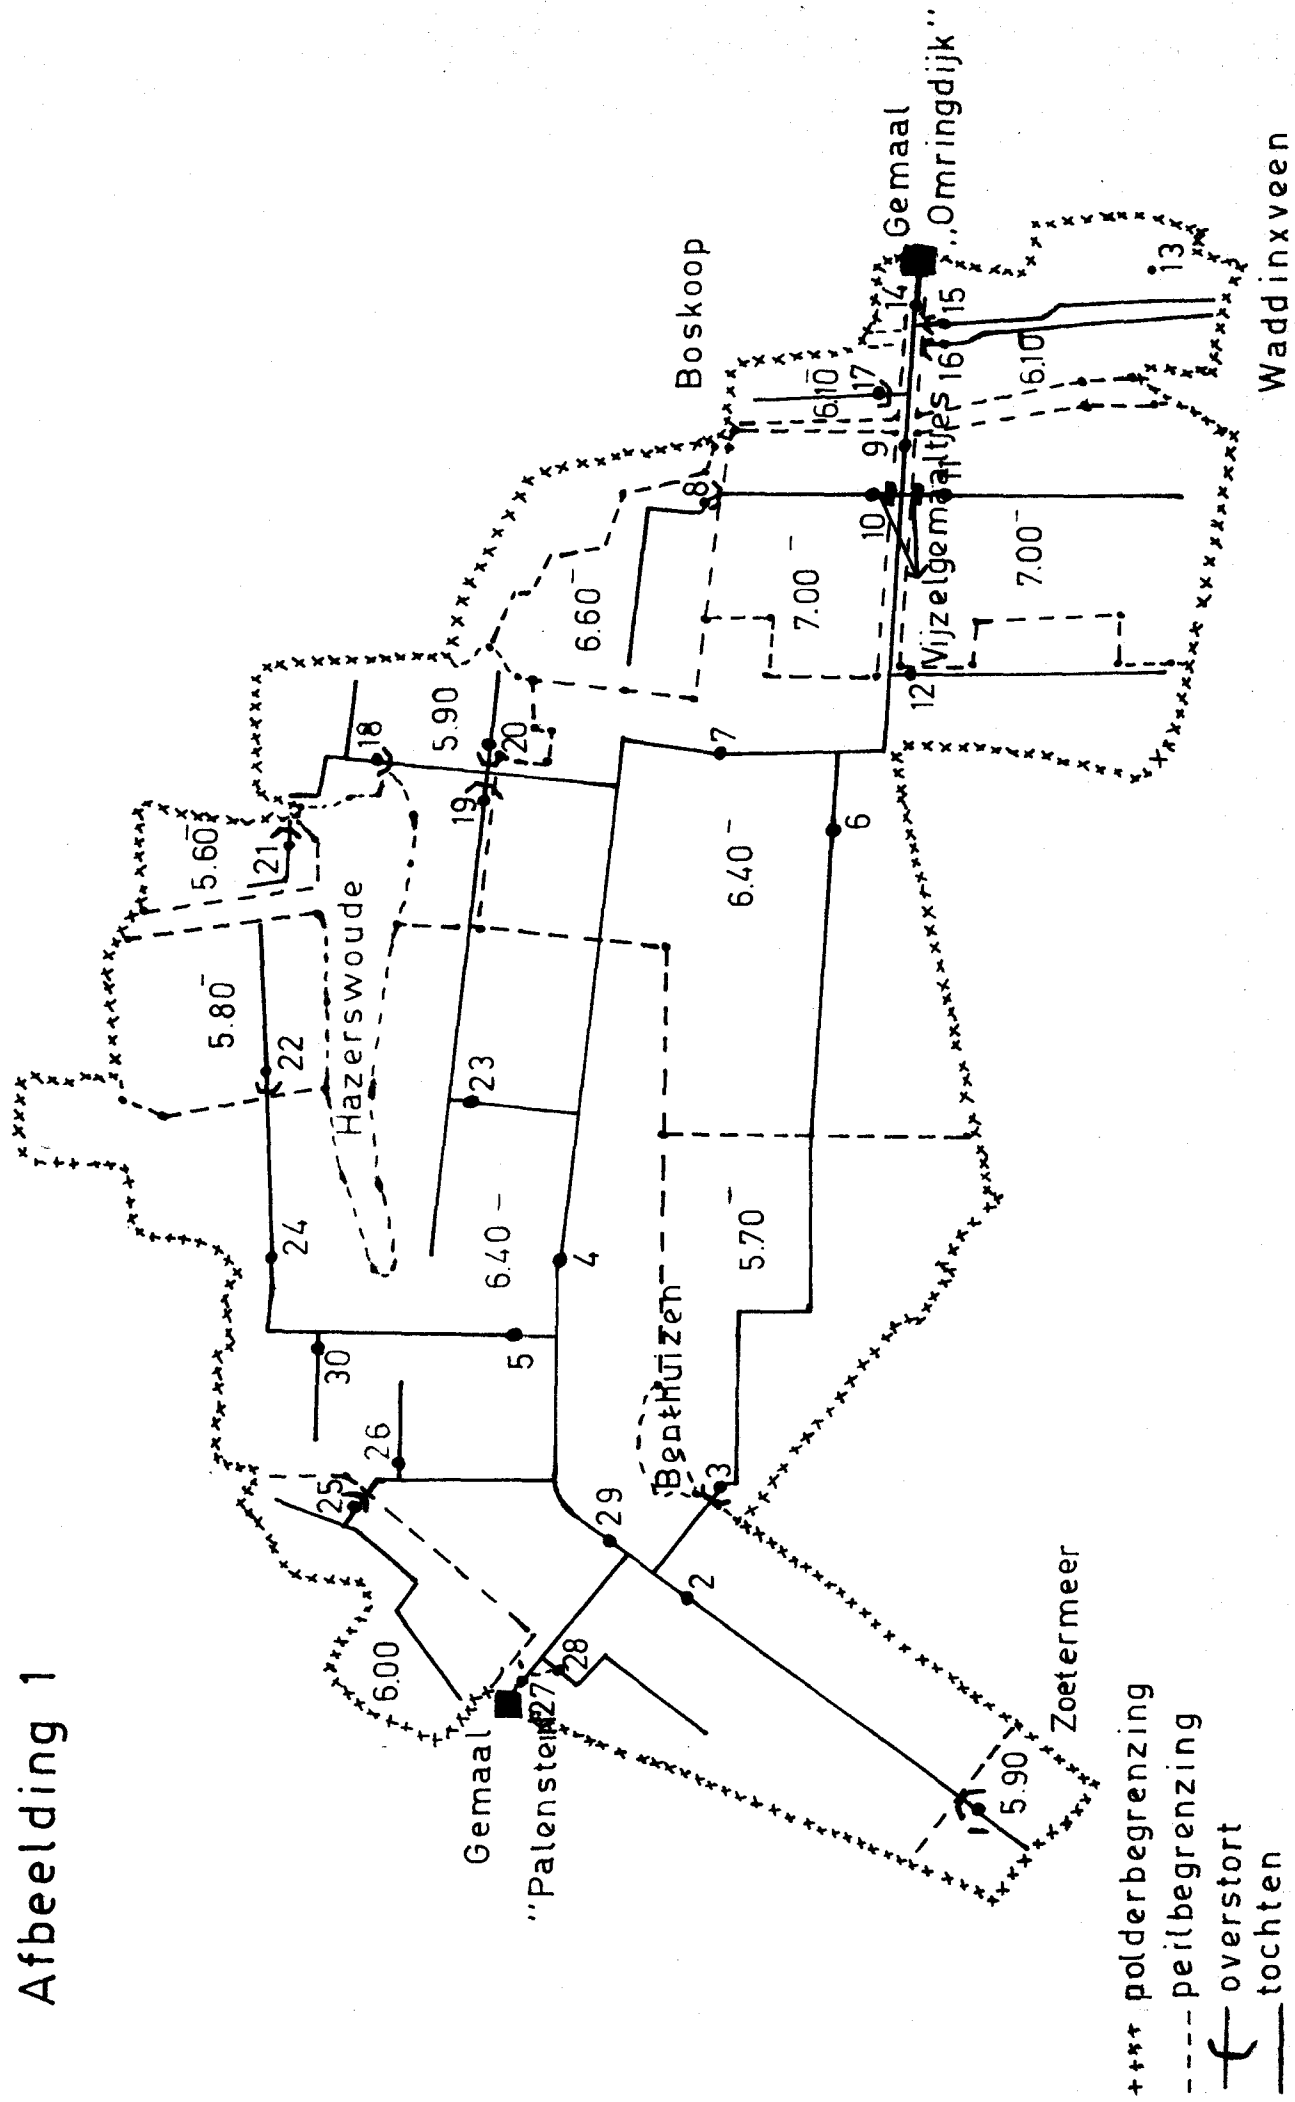 Afbeelding 1
Gemaal
"Palenstein"
27
28
6.00
25
26
30
5
29
2
3
Benthuizen
1
5.90
Zoetermeer
24
4
6.40-
5.70-
23
22
5.80-
Hazerswoude
21
5.60-
18
5.90
19
20
6.40-
6
7
6.60-
8
7.00-
10
9
11
Vijzelgemaaltjes
12
7.00-
Boskoop
6.10-
17
16
15
14
6.10-
13
Gemaal
„Omringdijk"
Waddinxveen
++++ polderbegrenzing
---- peilbegrenzing
overstort
tochten